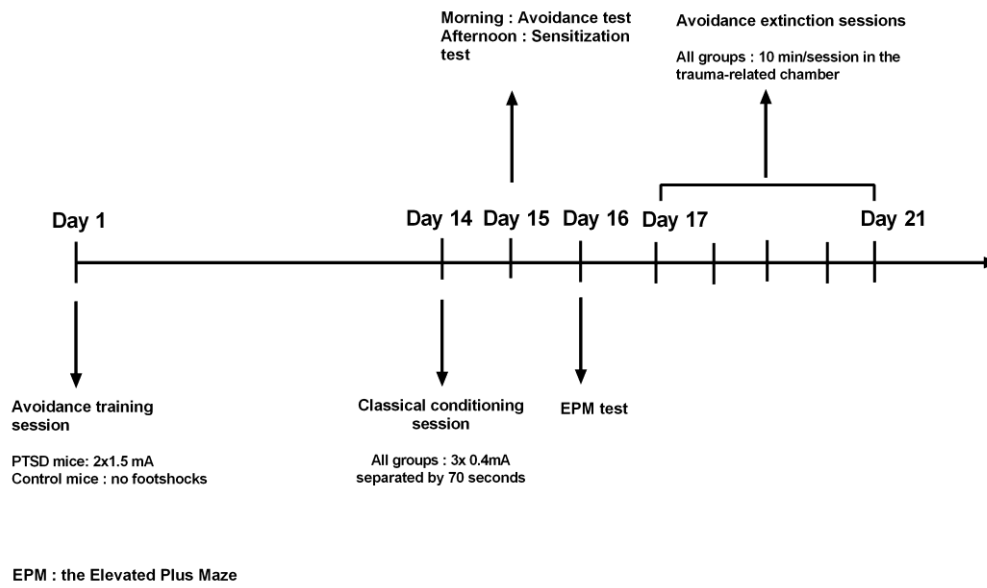 Morning : Avoidance test
Afternoon : Sensitization
test
Avoidance extinction sessions
All groups : 10 min/session in the
trauma-related chamber
Day 1
Day 14
Day 15
Day 16
Day 17
Day 21
Avoidance training
session
PTSD mice: 2x1.5 mA
Control mice : no footshocks
Classical conditioning
session
All groups : 3x 0.4mA
separated by 70 seconds
EPM test
EPM : the Elevated Plus Maze